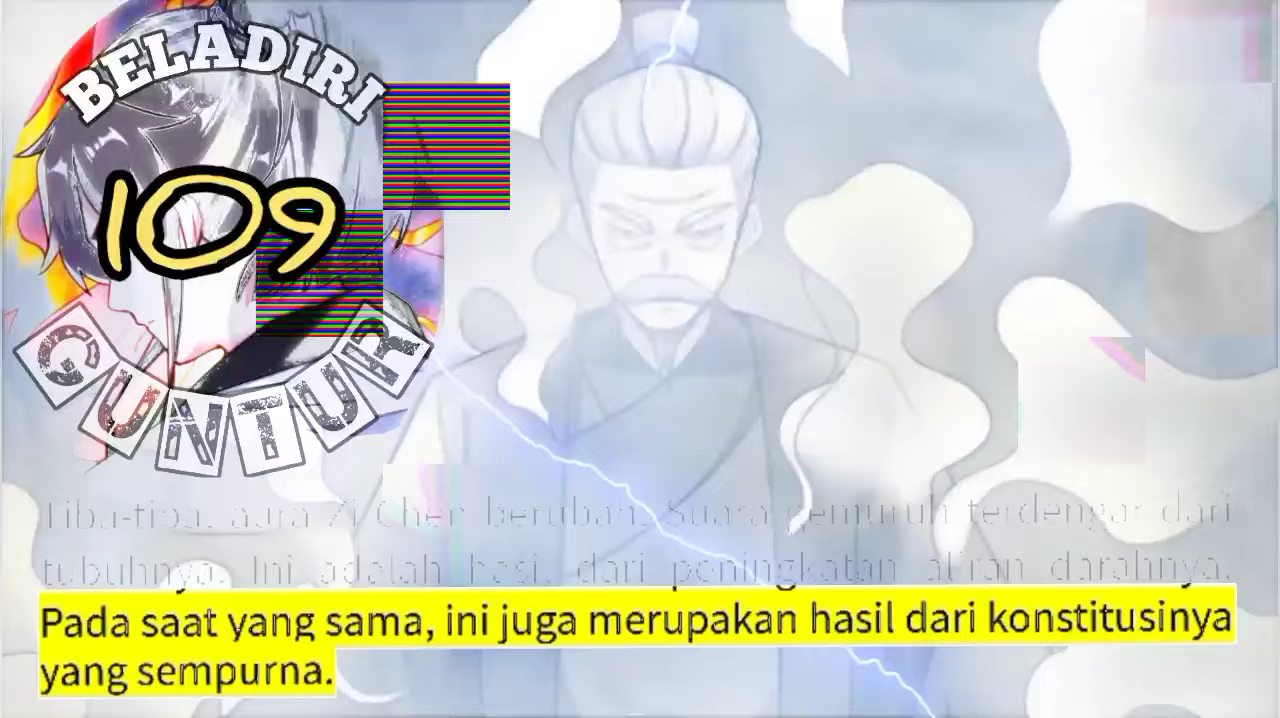 BELADIRI
109
GUNTUR
Tiba-tiba, aura Zi Chen berubah. Suara gemuruh terdengar dari
tubuhnya. Ini adalah hasil dari peningkatan aliran darahnya.
Pada saat yang sama, ini juga merupakan hasil dari konstitusinya
yang sempurna.